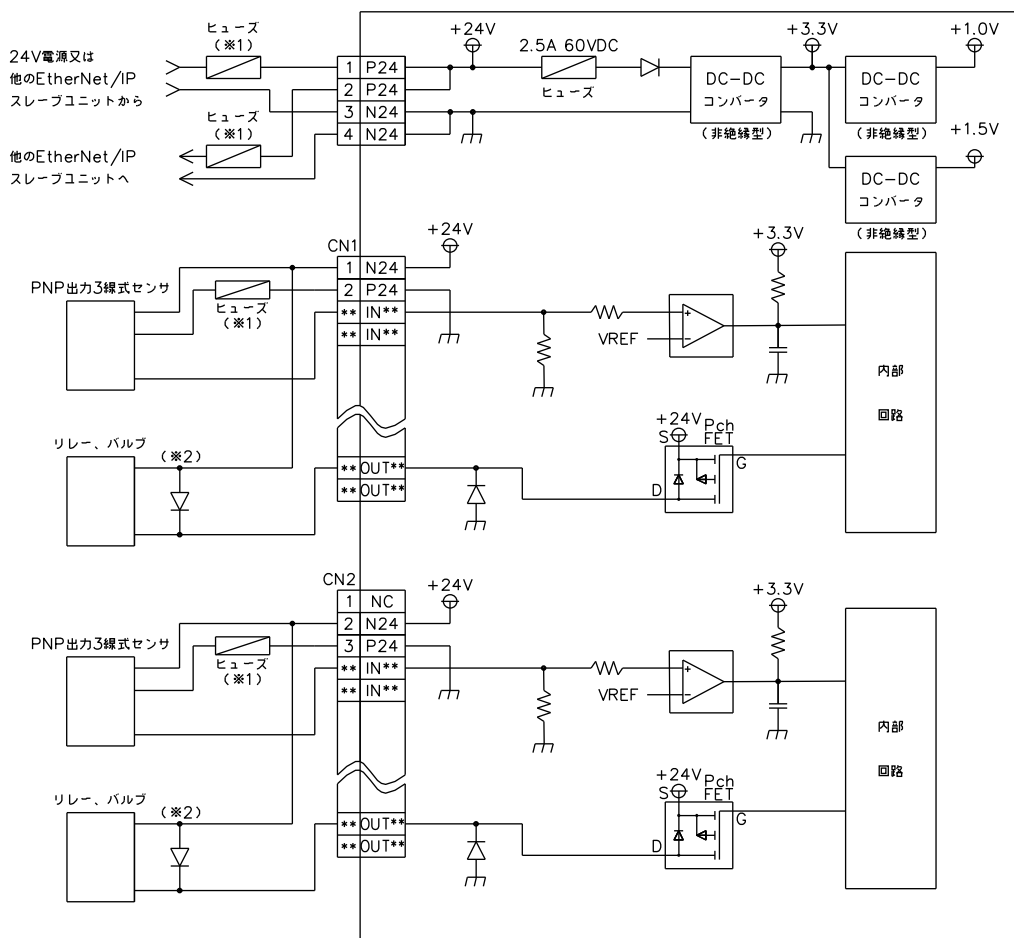 24V電源又は
他のEtherNet/IP
スレーブユニットから
ヒューズ
(※1)
ヒューズ
(※1)
他のEtherNet/IP
スレーブユニットへ
1 P24
2 P24
3 N24
4 N24
+24V
2.5A 60VDC
ヒューズ
DC-DC
コンバータ
(非絶縁型)
+3.3V
+1.0V
DC-DC
コンバータ
(非絶縁型)
+1.5V
DC-DC
コンバータ
(非絶縁型)
CN1
1 N24
2 P24
** IN**
** IN**
** OUT**
** OUT**
+24V
PNP出力3線式センサ
ヒューズ
(※1)
リレー、バルブ
(※2)
VREF
+
-
+3.3V
+24V
S
Pch
FET
G
D
内部
回路
CN2
1 NC
2 N24
3 P24
** IN**
** IN**
** OUT**
** OUT**
+24V
PNP出力3線式センサ
ヒューズ
(※1)
リレー、バルブ
(※2)
VREF
+
-
+3.3V
+24V
S
Pch
FET
G
D
内部
回路